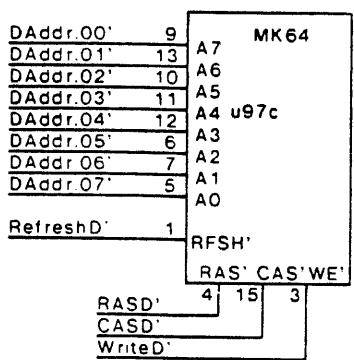 DAddr.00' 9 A7 MK64
DAddr.01' 13 A6
DAddr.02' 10 A5
DAddr.03' 11 A4 u97c
DAddr.04' 12 A3
DAddr.05' 6 A2
DAddr.06' 7 A1
DAddr.07' 5 A0
RefreshD' 1 RFSH'
RAS' CAS' WE'
4 15 3
RASD'
CASD'
WriteD'